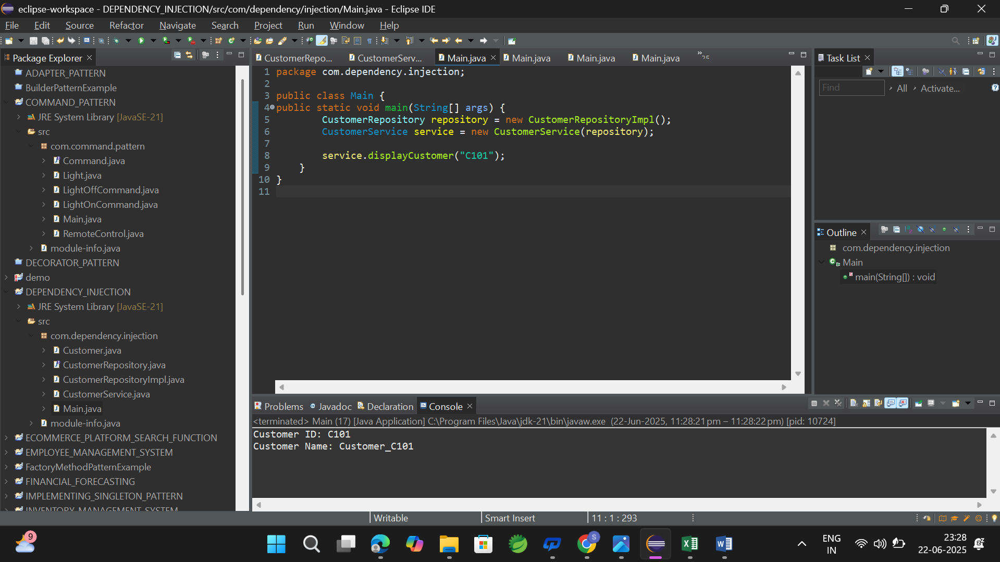 eclipse-workspace - DEPENDENCY_INJECTION/src/com/dependency/injection/Main.java - Eclipse IDE
File Edit Source Refactor Navigate Search Project Run Window Help
Package Explorer
ADAPTER_PATTERN
BuilderPatternExample
COMMAND_PATTERN
JRE System Library [JavaSE-21]
src
com.command.pattern
Command.java
Light.java
LightOffCommand.java
LightOnCommand.java
Main.java
RemoteControl.java
module-info.java
DECORATOR_PATTERN
demo
DEPENDENCY_INJECTION
JRE System Library [JavaSE-21]
src
com.dependency.injection
Customer.java
CustomerRepository.java
CustomerRepositoryImpl.java
CustomerService.java
Main.java
module-info.java
ECOMMERCE_PLATFORM_SEARCH_FUNCTION
EMPLOYEE_MANAGEMENT_SYSTEM
FactoryMethodPatternExample
FINANCIAL_FORECASTING
IMPLEMENTING_SINGLETON_PATTERN
INVENTORY_MANAGEMENT_SYSTEM
CustomerRepo... CustomerServ... Main.java Main.java Main.java Main.java »25
1 package com.dependency.injection;
2
3 public class Main {
4 public static void main(String[] args) {
5 CustomerRepository repository = new CustomerRepositoryImpl();
6 CustomerService service = new CustomerService(repository);
7
8 service.displayCustomer("C101");
9 }
10 }
11
Task List
Find All Activate...
Outline
com.dependency.injection
Main
main(String[]) : void
Problems Javadoc Declaration Console
<terminated> Main (17) [Java Application] C:\Program Files\Java\jdk-21\bin\javaw.exe (22-Jun-2025, 11:28:21 pm – 11:28:22 pm) [pid: 10724]
Customer ID: C101
Customer Name: Customer_C101
Writable Smart Insert 11 : 1 : 293
9
S
ENG
IN
23:28
22-06-2025